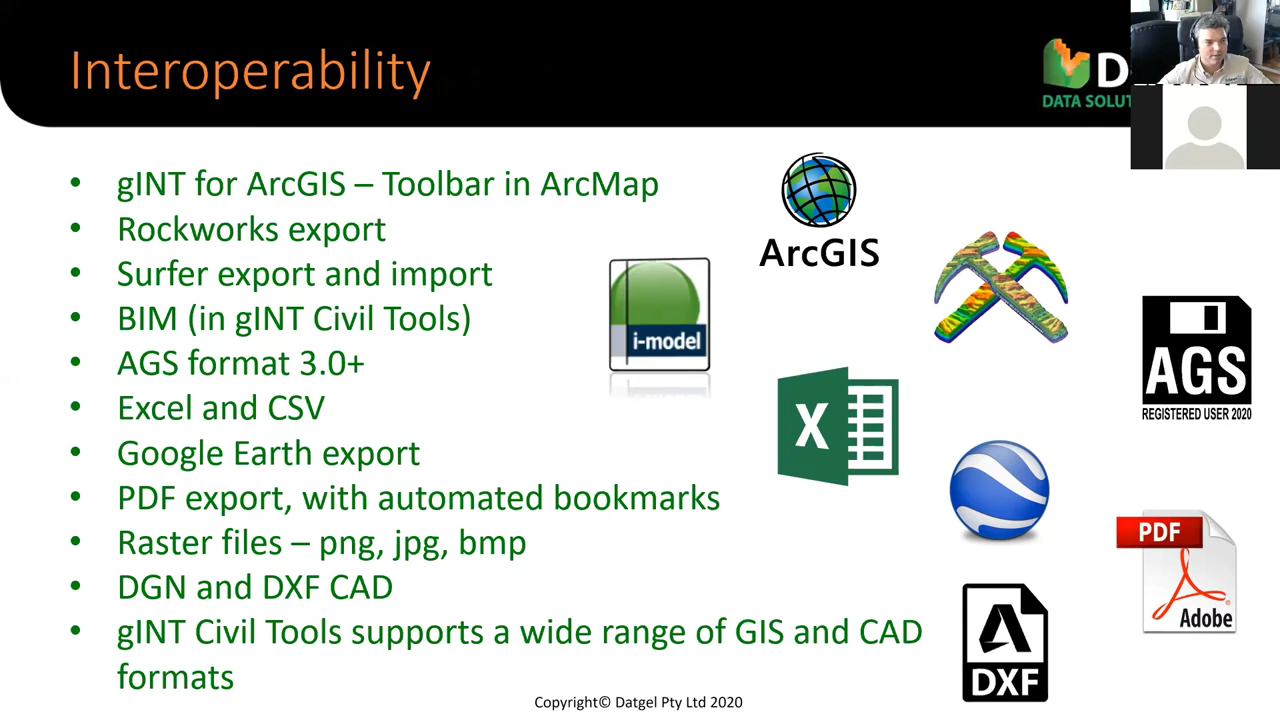 Interoperability
D
DATA SOLU
• gINT for ArcGIS – Toolbar in ArcMap
• Rockworks export
• Surfer export and import
• BIM (in gINT Civil Tools)
• AGS format 3.0+
• Excel and CSV
• Google Earth export
• PDF export, with automated bookmarks
• Raster files – png, jpg, bmp
• DGN and DXF CAD
• gINT Civil Tools supports a wide range of GIS and CAD
formats
ArcGIS
i-model
X
AGS
REGISTERED USER 2020
PDF
Adobe
A
DXF
Copyright© Datgel Pty Ltd 2020